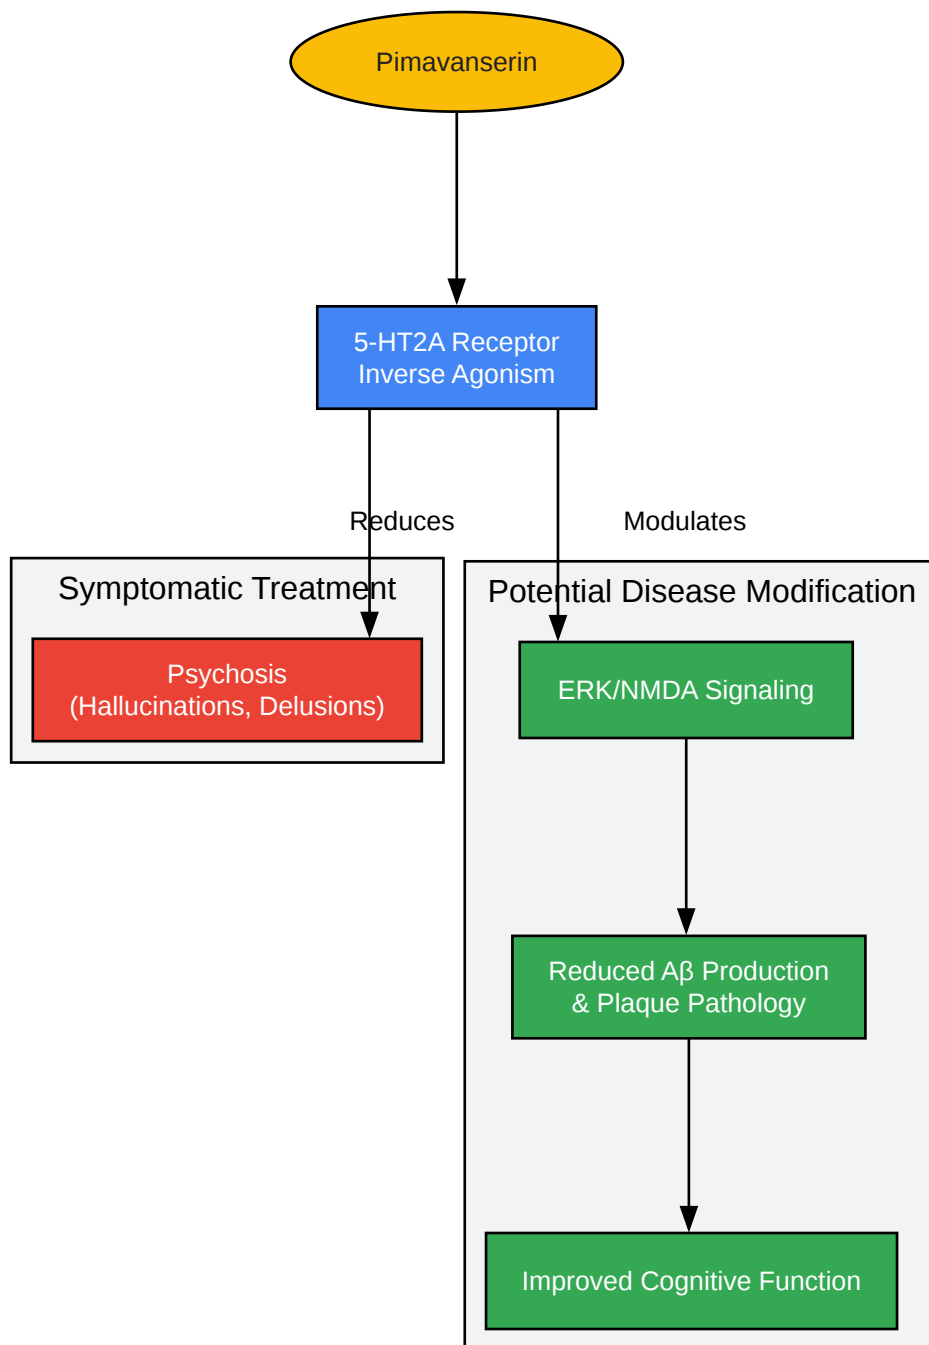 Pimavanserin
5-HT2A Receptor
Inverse Agonism
Reduces
Modulates
Symptomatic Treatment
Psychosis
(Hallucinations, Delusions)
Potential Disease Modification
ERK/NMDA Signaling
Reduced Aβ Production
& Plaque Pathology
Improved Cognitive Function